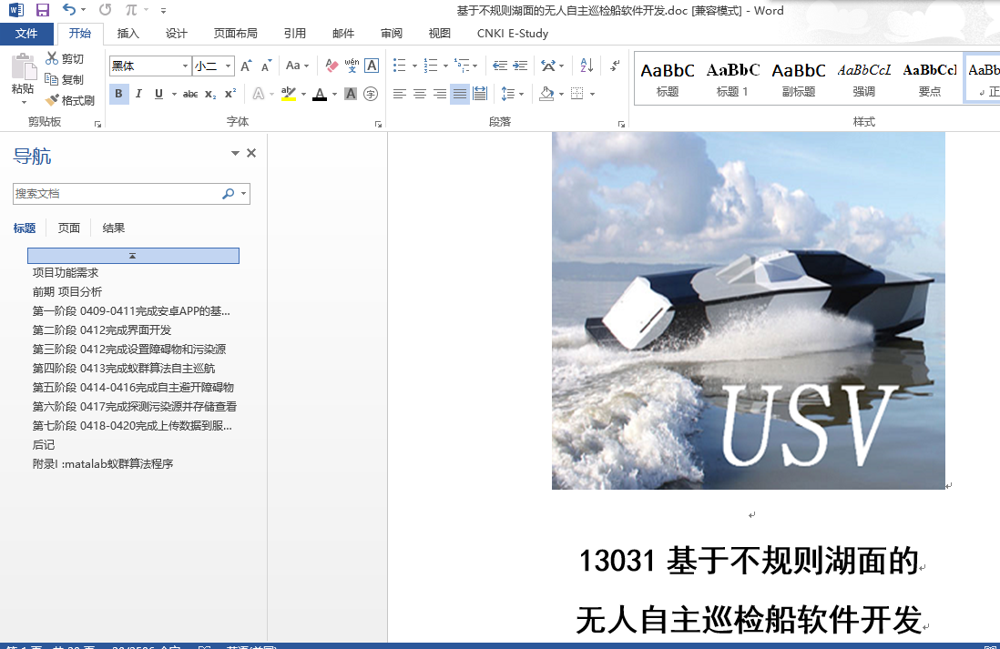 基于不规则湖面的无人自主巡检船软件开发.doc [兼容模式] - Word
文件 开始 插入 设计 页面布局 引用 邮件 审阅 视图 CNKI E-Study
粘贴 剪切 复制 格式刷
黑体 小二 Aa wén A
B I U abc x₂ x² A ab A A 字
AaBbC AaBbC AaBbC AaBbCcL AaBbCcl AaBb
标题 标题 1 副标题 强调 要点 正
剪贴板 字体 段落 样式
导航
搜索文档
标题 页面 结果
项目功能需求
前期 项目分析
第一阶段 0409-0411完成安卓APP的基...
第二阶段 0412完成界面开发
第三阶段 0412完成设置障碍物和污染源
第四阶段 0413完成蚁群算法自主巡航
第五阶段 0414-0416完成自主避开障碍物
第六阶段 0417完成探测污染源并存储查看
第七阶段 0418-0420完成上传数据到服...
后记
附录I :matalab蚁群算法程序
USV
13031 基于不规则湖面的
无人自主巡检船软件开发